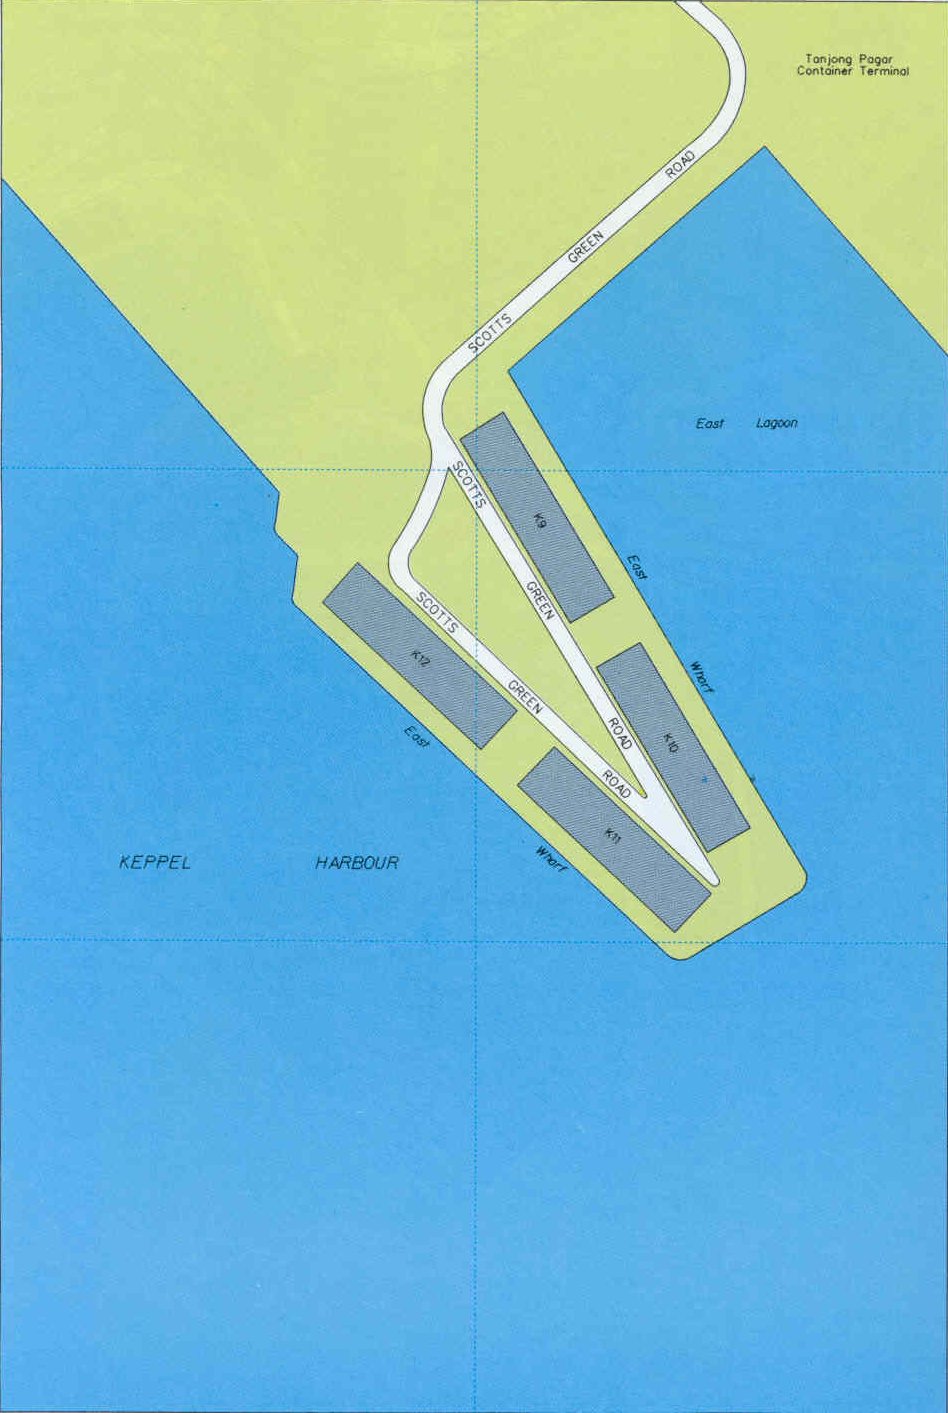 Tanjong Pagar
Container Terminal
SCOTTS GREEN ROAD
East Lagoon
SCOTTS GREEN ROAD
K9
East Wharf
SCOTTS GREEN ROAD
K12
K10
East Wharf
K11
KEPPEL HARBOUR